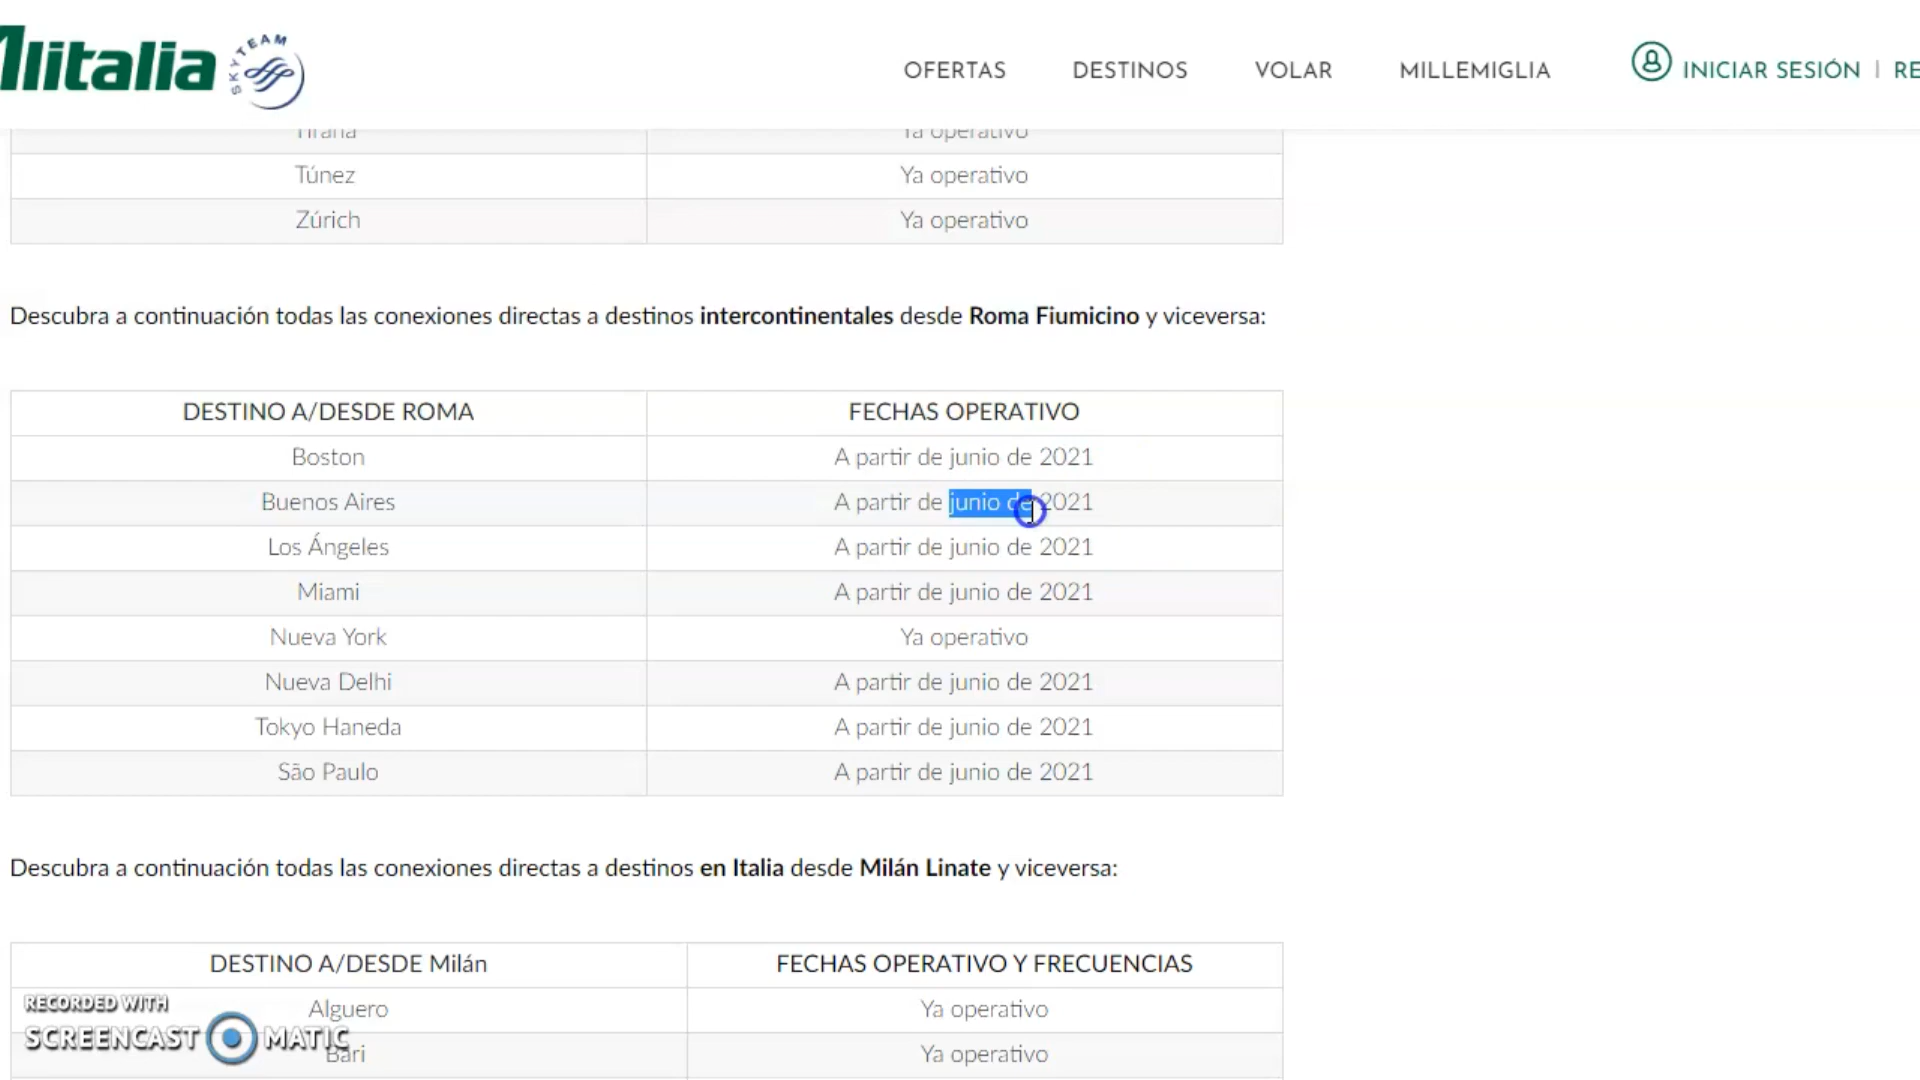 Alitalia SKYTEAM OFERTAS DESTINOS VOLAR MILLEMIGLIA INICIAR SESIÓN | RE
Tirana Ya operativo
Túnez Ya operativo
Zúrich Ya operativo
Descubra a continuación todas las conexiones directas a destinos intercontinentales desde Roma Fiumicino y viceversa:
DESTINO A/DESDE ROMA FECHAS OPERATIVO
Boston A partir de junio de 2021
Buenos Aires A partir de junio de 2021
Los Ángeles A partir de junio de 2021
Miami A partir de junio de 2021
Nueva York Ya operativo
Nueva Delhi A partir de junio de 2021
Tokyo Haneda A partir de junio de 2021
São Paulo A partir de junio de 2021
Descubra a continuación todas las conexiones directas a destinos en Italia desde Milán Linate y viceversa:
DESTINO A/DESDE Milán FECHAS OPERATIVO Y FRECUENCIAS
Alguero Ya operativo
Bari Ya operativo
RECORDED WITH
SCREENCAST MATIC